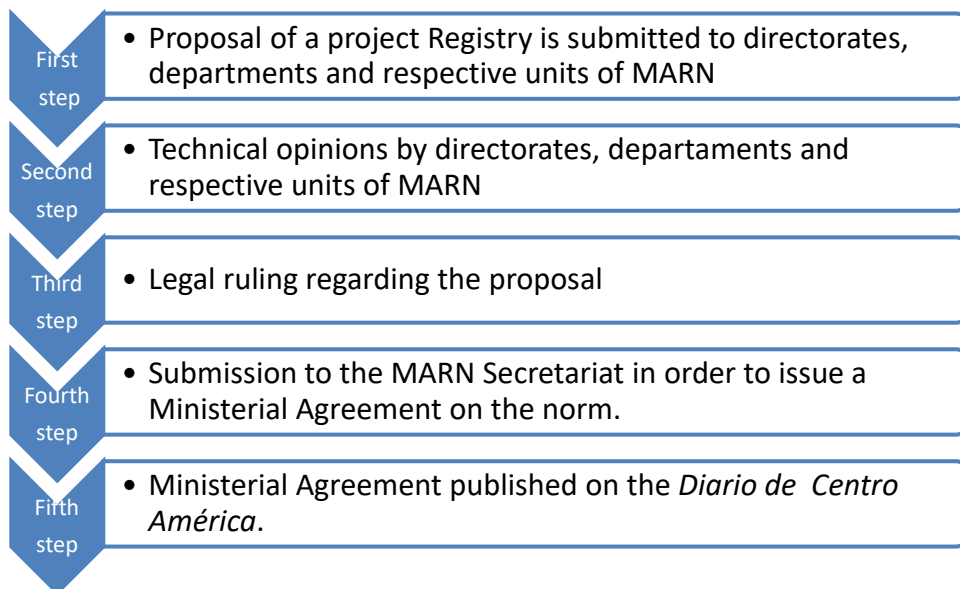 First
step
• Proposal of a project Registry is submitted to directorates,
departments and respective units of MARN
Second
step
• Technical opinions by directorates, departaments and
respective units of MARN
Third
step
• Legal ruling regarding the proposal
Fourth
step
• Submission to the MARN Secretariat in order to issue a
Ministerial Agreement on the norm.
Fifth
step
• Ministerial Agreement published on the Diario de Centro
América.